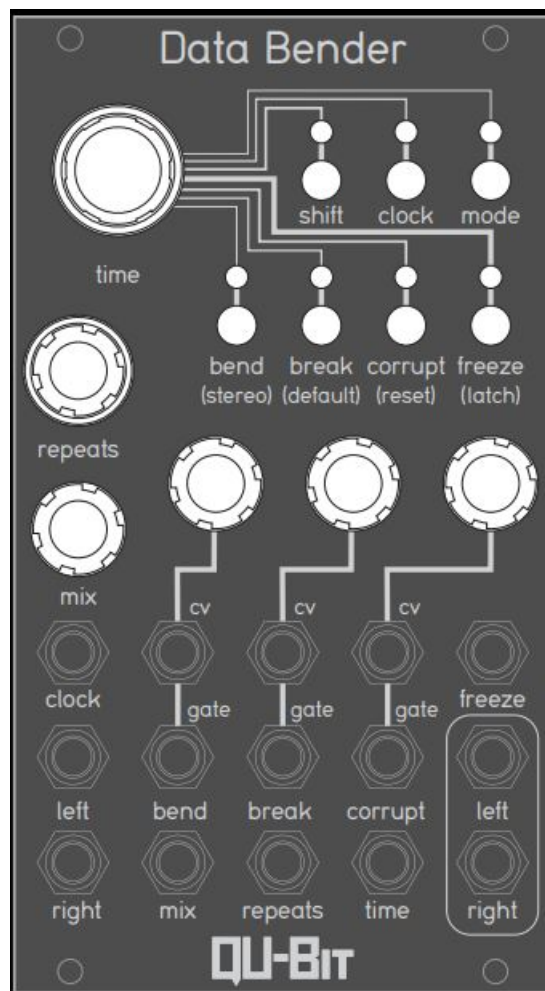 Data Bender
shift clock mode
time
bend break corrupt freeze
(stereo) (default) (reset) (latch)
repeats
mix
cv cv cv
clock freeze
gate gate gate
left bend break corrupt left
right mix repeats time right
QU-BIT